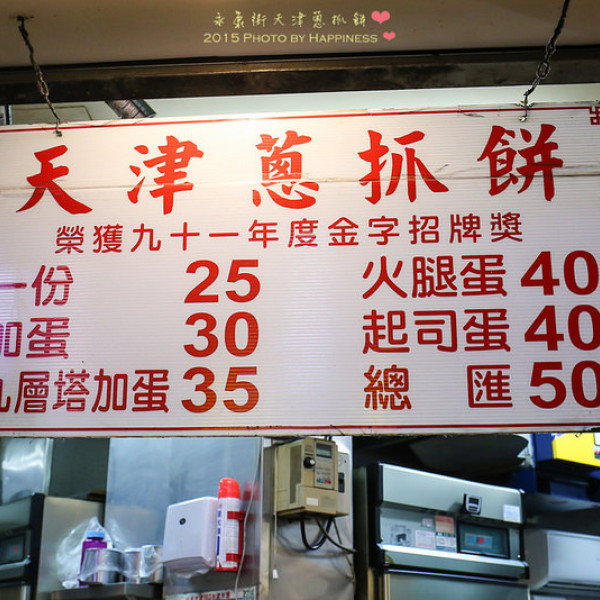 永康街天津蔥抓餅
2015 PHOTO BY HAPPINESS
天津蔥抓餅
榮獲九十一年度金字招牌獎
一份 25 火腿蛋 40
加蛋 30 起司蛋 40
九層塔加蛋 35 總匯 50